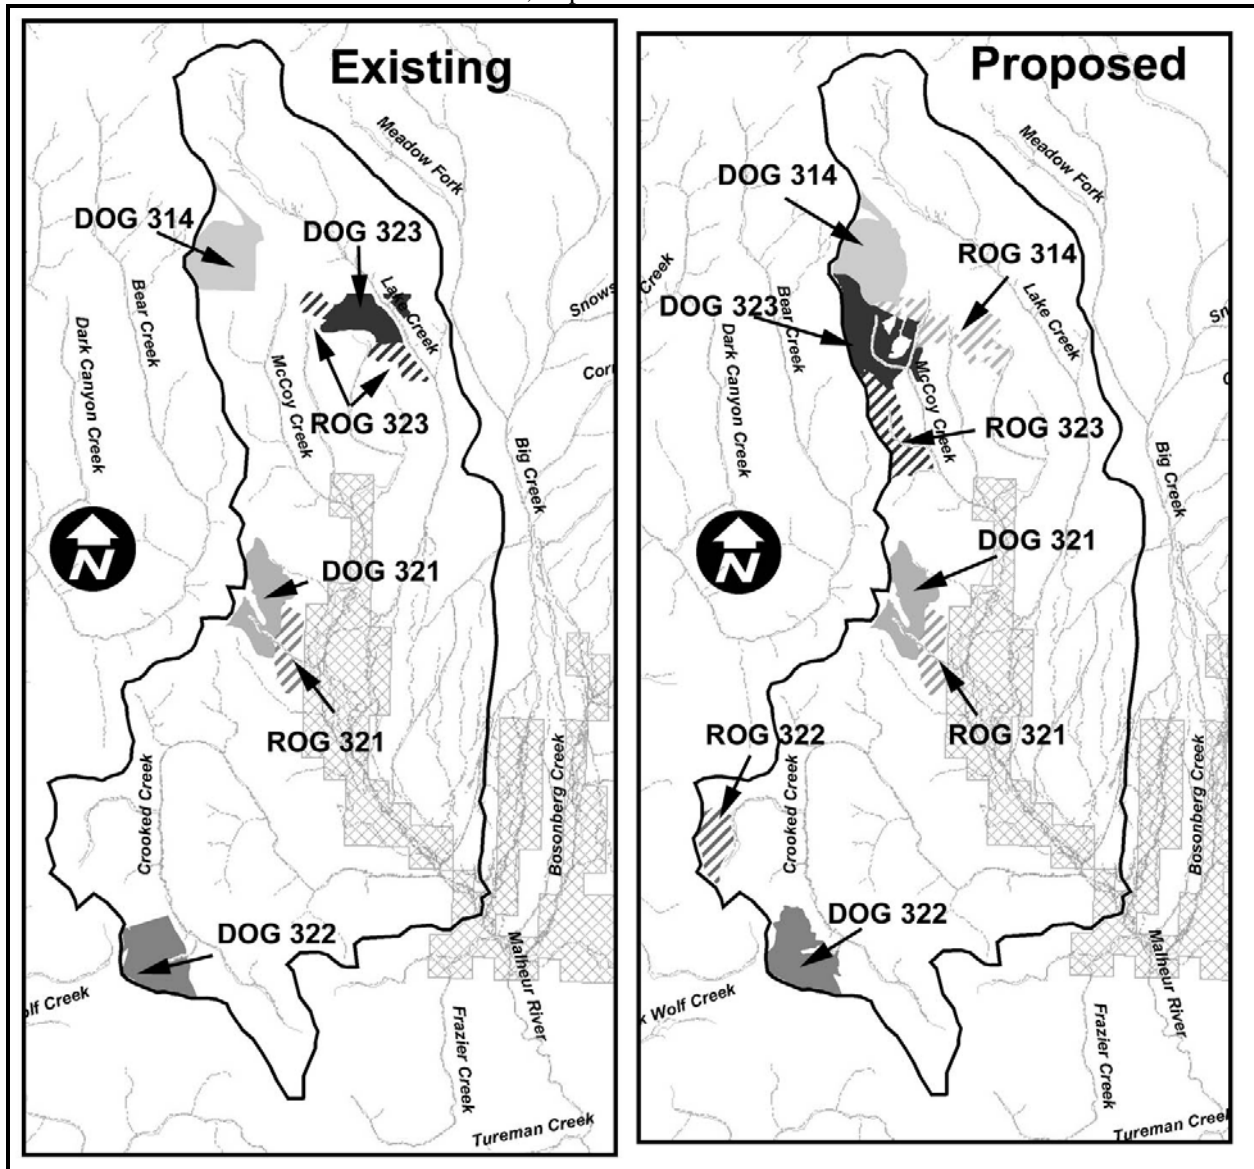 Existing
Meadow Fork
DOG 314
DOG 323
Lake Creek
Bear Creek
Dark Canyon Creek
McCoy Creek
ROG 323
Snows
Corr
Big Creek
N
DOG 321
ROG 321
Crooked Creek
Bosonberg Creek
DOG 322
olf Creek
Malheur River
Frazier Creek
Tureman Creek
Proposed
Meadow Fork
DOG 314
ROG 314
Creek
DOG 323
Bear Creek
Lake Creek
Dark Canyon Creek
McCoy Creek
ROG 323
Sn
Big Creek
N
DOG 321
ROG 322
ROG 321
Crooked Creek
Bosonberg Creek
DOG 322
k Wolf Creek
Malheur River
Frazier Creek
Tureman Creek